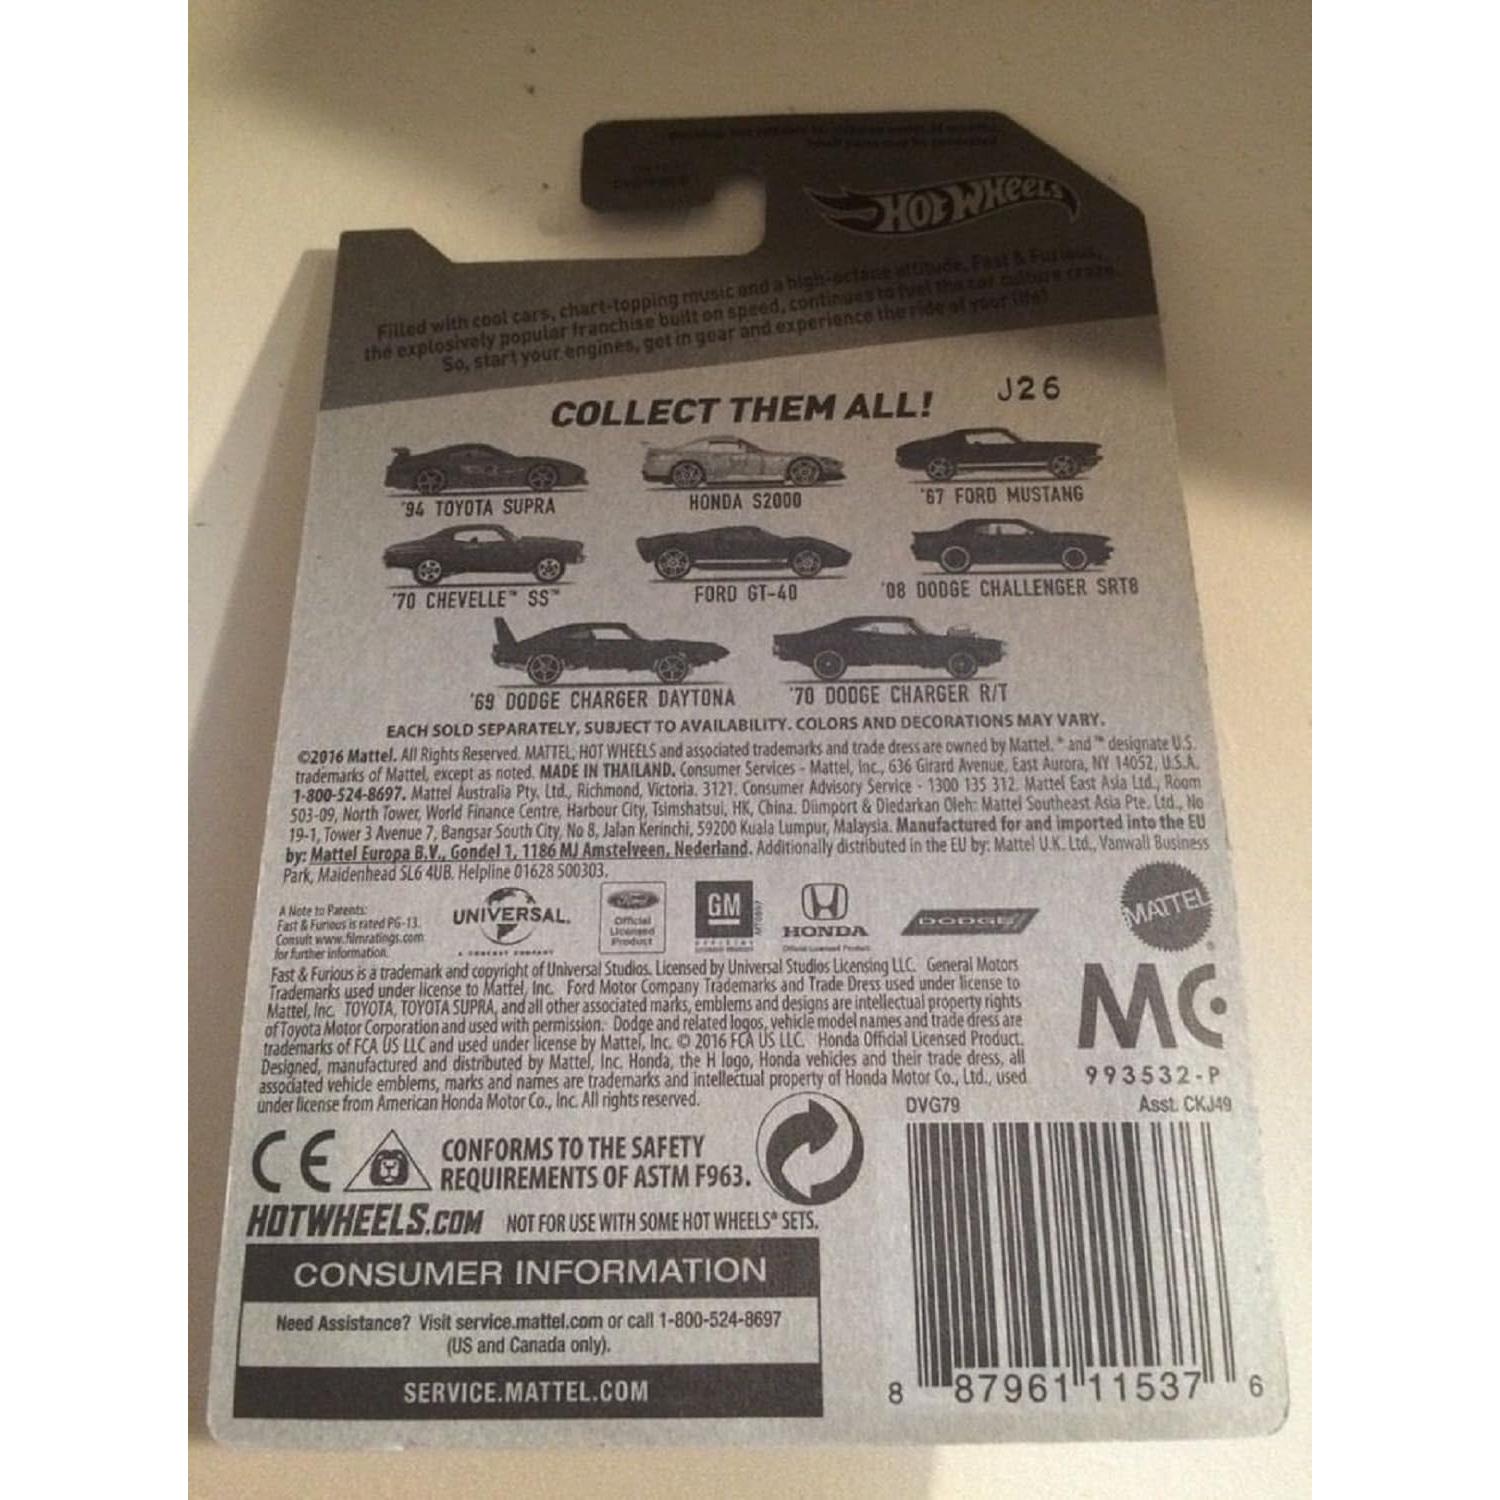 HOT WHEELS
Filled with cool cars, chart-topping music and a high-octane attitude, Fast & Furious,
the explosively popular franchise built on speed, continues to fuel the car culture craze.
So, start your engines, get in gear and experience the ride of your life!
COLLECT THEM ALL!
J26
'94 TOYOTA SUPRA
HONDA S2000
'67 FORD MUSTANG
'70 CHEVELLE™ SS™
FORD GT-40
'08 DODGE CHALLENGER SRT8
'69 DODGE CHARGER DAYTONA
'70 DODGE CHARGER R/T
EACH SOLD SEPARATELY, SUBJECT TO AVAILABILITY. COLORS AND DECORATIONS MAY VARY.
©2016 Mattel. All Rights Reserved. MATTEL, HOT WHEELS and associated trademarks and trade dress are owned by Mattel. ® and ™ designate U.S.
trademarks of Mattel, except as noted. MADE IN THAILAND. Consumer Services - Mattel, Inc., 636 Girard Avenue, East Aurora, NY 14052, U.S.A.
1-800-524-8697. Mattel Australia Pty. Ltd., Richmond, Victoria. 3121. Consumer Advisory Service - 1300 135 312. Mattel East Asia Ltd., Room
503-09, North Tower, World Finance Centre, Harbour City, Tsimshatsui, HK, China. Diimport & Diedarkan Oleh: Mattel Southeast Asia Pte. Ltd., No
19-1, Tower 3 Avenue 7, Bangsar South City, No 8, Jalan Kerinchi, 59200 Kuala Lumpur, Malaysia. Manufactured for and imported into the EU
by: Mattel Europa B.V., Gondel 1, 1186 MJ Amstelveen, Nederland. Additionally distributed in the EU by: Mattel U.K. Ltd., Vanwall Business
Park, Maidenhead SL6 4UB. Helpline 01628 500303.
A Note to Parents:
Fast & Furious is rated PG-13.
Consult www.filmratings.com
for further information.
UNIVERSAL
A COMCAST COMPANY
Ford
Official
Licensed
Product
GM
HONDA
Official Licensed Product
DODGE
MATTEL
Fast & Furious is a trademark and copyright of Universal Studios. Licensed by Universal Studios Licensing LLC. General Motors
Trademarks used under license to Mattel, Inc. Ford Motor Company Trademarks and Trade Dress used under license to
Mattel, Inc. TOYOTA, TOYOTA SUPRA, and all other associated marks, emblems and designs are intellectual property rights
of Toyota Motor Corporation and used with permission. Dodge and related logos, vehicle model names and trade dress are
trademarks of FCA US LLC and used under license by Mattel, Inc. © 2016 FCA US LLC. Honda Official Licensed Product.
Designed, manufactured and distributed by Mattel, Inc. Honda, the H logo, Honda vehicles and their trade dress, all
associated vehicle emblems, marks and names are trademarks and intellectual property of Honda Motor Co., Ltd., used
under license from American Honda Motor Co., Inc. All rights reserved.
MC
993532-P
DVG79
Asst. CKJ49
CE
CONFORMS TO THE SAFETY
REQUIREMENTS OF ASTM F963.
HOTWHEELS.COM NOT FOR USE WITH SOME HOT WHEELS® SETS.
CONSUMER INFORMATION
Need Assistance? Visit service.mattel.com or call 1-800-524-8697
(US and Canada only).
SERVICE.MATTEL.COM
8 87961 11537 6